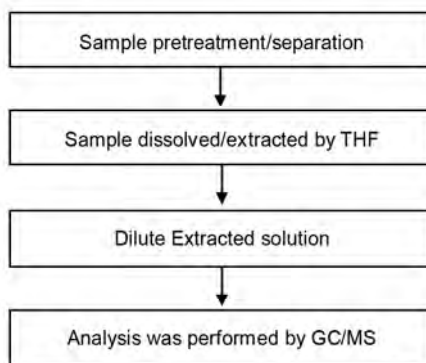 Sample pretreatment/separation
Sample dissolved/extracted by THF
Dilute Extracted solution
Analysis was performed by GC/MS